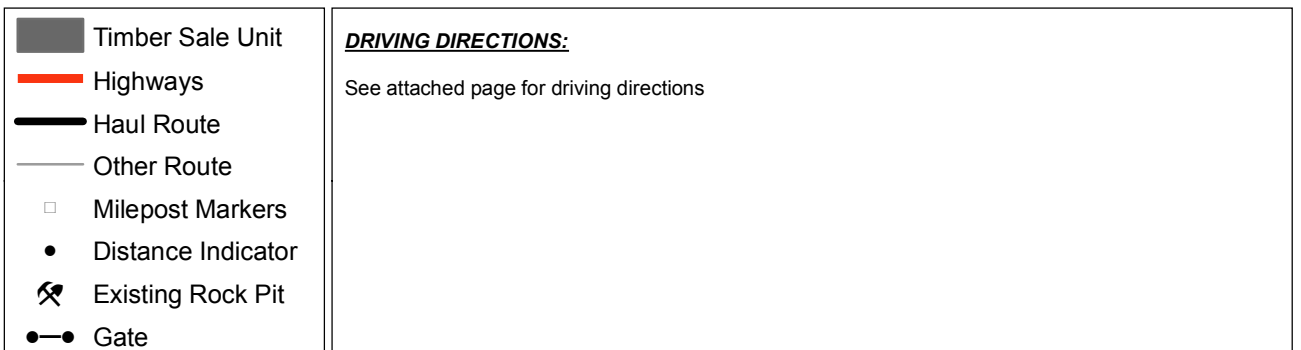 Timber Sale Unit
Highways
Haul Route
Other Route
Milepost Markers
Distance Indicator
Existing Rock Pit
Gate
DRIVING DIRECTIONS:
See attached page for driving directions